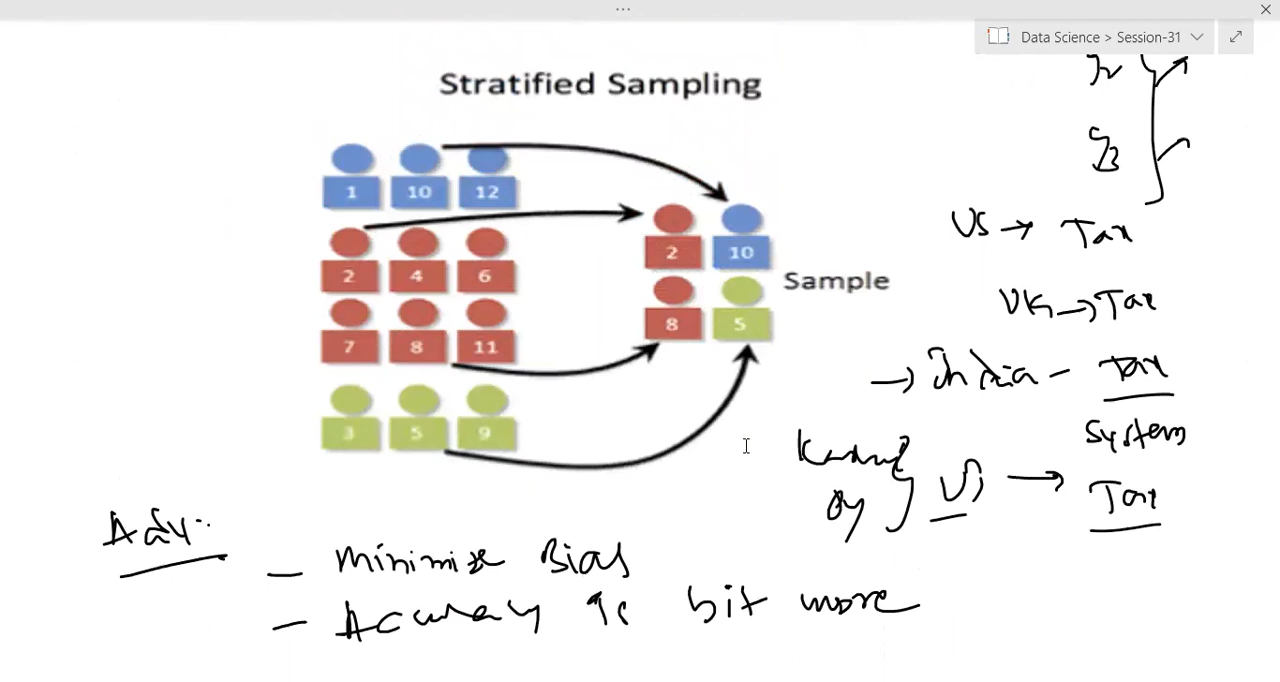 Data Science > Session-31
Stratified Sampling
1 10 12
2 4 6
7 8 11
3 5 9
2 10
8 5
Sample
US → Tax
UK → Tax
→ India - Tax
System
US → Tax
Adv:
- Minimize Bias
- Accuracy is bit more